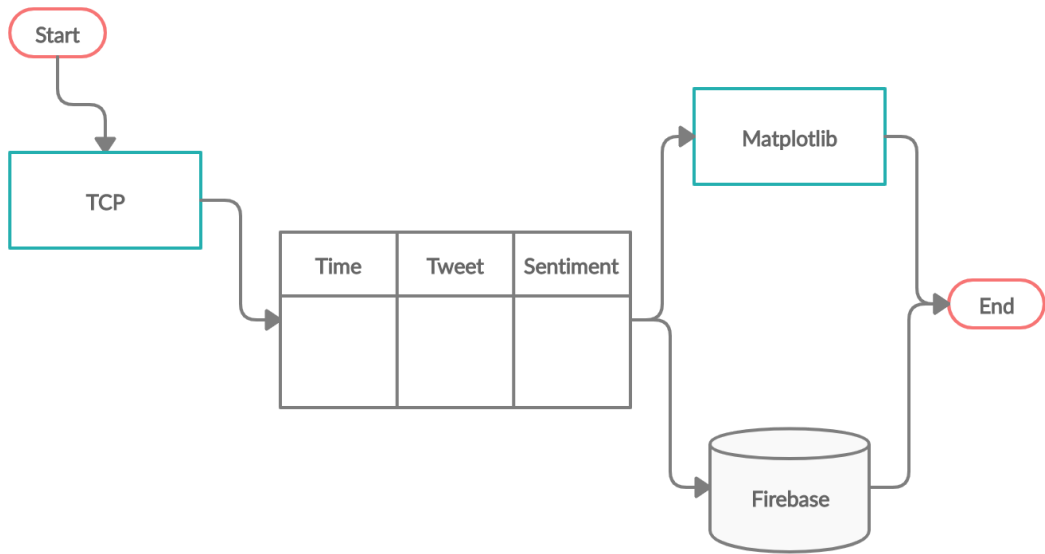 Start
TCP
Time Tweet Sentiment
Matplotlib
Firebase
End